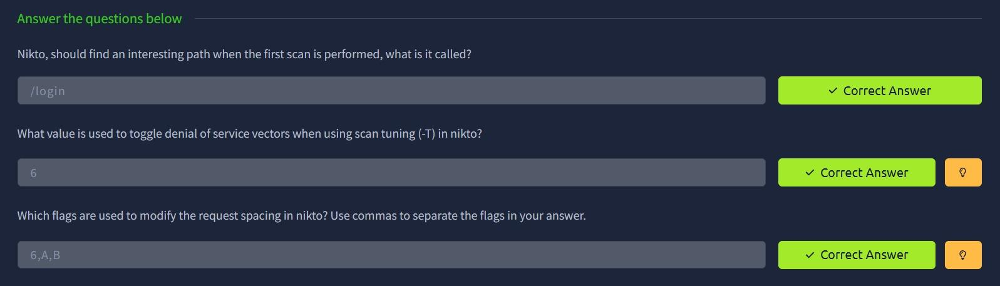 Answer the questions below
Nikto, should find an interesting path when the first scan is performed, what is it called?
/login
Correct Answer
What value is used to toggle denial of service vectors when using scan tuning (-T) in nikto?
6
Correct Answer
Which flags are used to modify the request spacing in nikto? Use commas to separate the flags in your answer.
6,A,B
Correct Answer